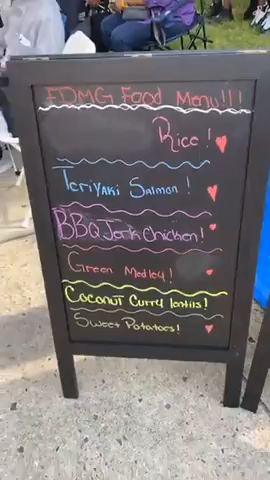 FDMG Food Menu!!!
Rice!
Teriyaki Salmon!
BBQ Jerk Chicken!
Green Medley!
Coconut Curry lentils!
Sweet Potatoes!